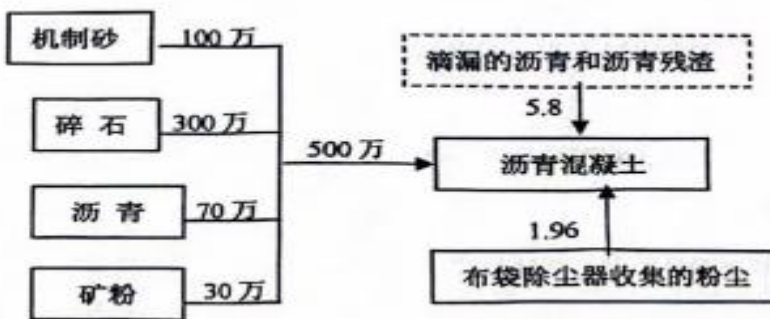 机制砂
100 万
碎 石
300 万
沥 青
70 万
矿粉
30 万
500 万
滴漏的沥青和沥青残渣
5.8
沥青混凝土
1.96
布袋除尘器收集的粉尘